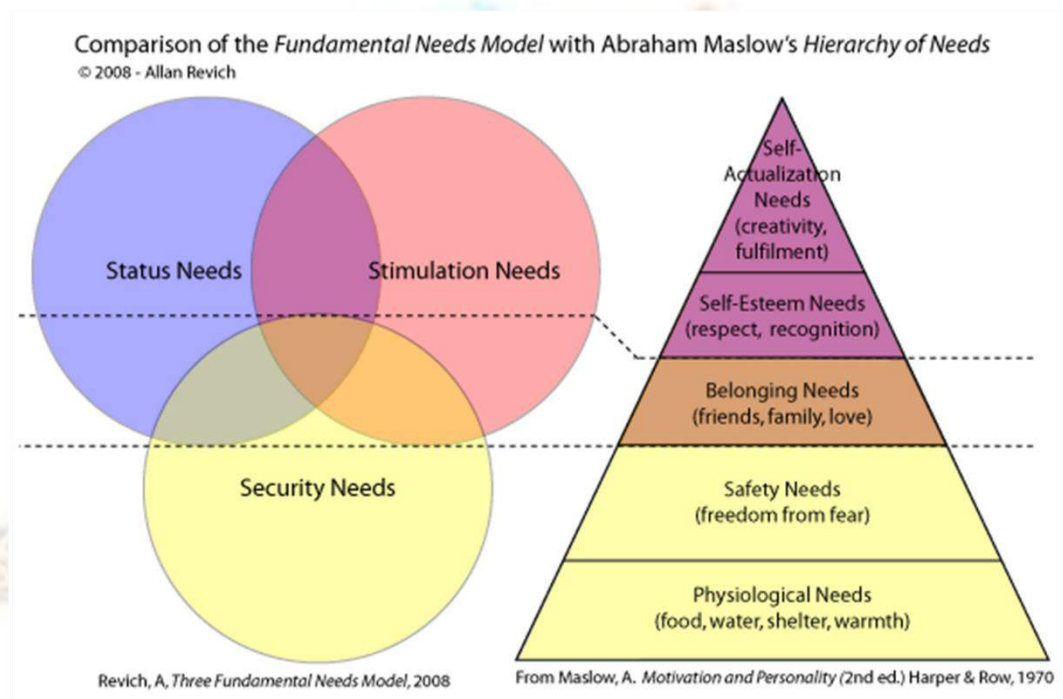 Comparison of the Fundamental Needs Model with Abraham Maslow's Hierarchy of Needs
© 2008 - Allan Revich
Status Needs
Stimulation Needs
Security Needs
Self-
Actualization
Needs
(creativity,
fulfilment)
Self-Esteem Needs
(respect, recognition)
Belonging Needs
(friends, family, love)
Safety Needs
(freedom from fear)
Physiological Needs
(food, water, shelter, warmth)
Revich, A, Three Fundamental Needs Model, 2008
From Maslow, A. Motivation and Personality (2nd ed.) Harper & Row, 1970